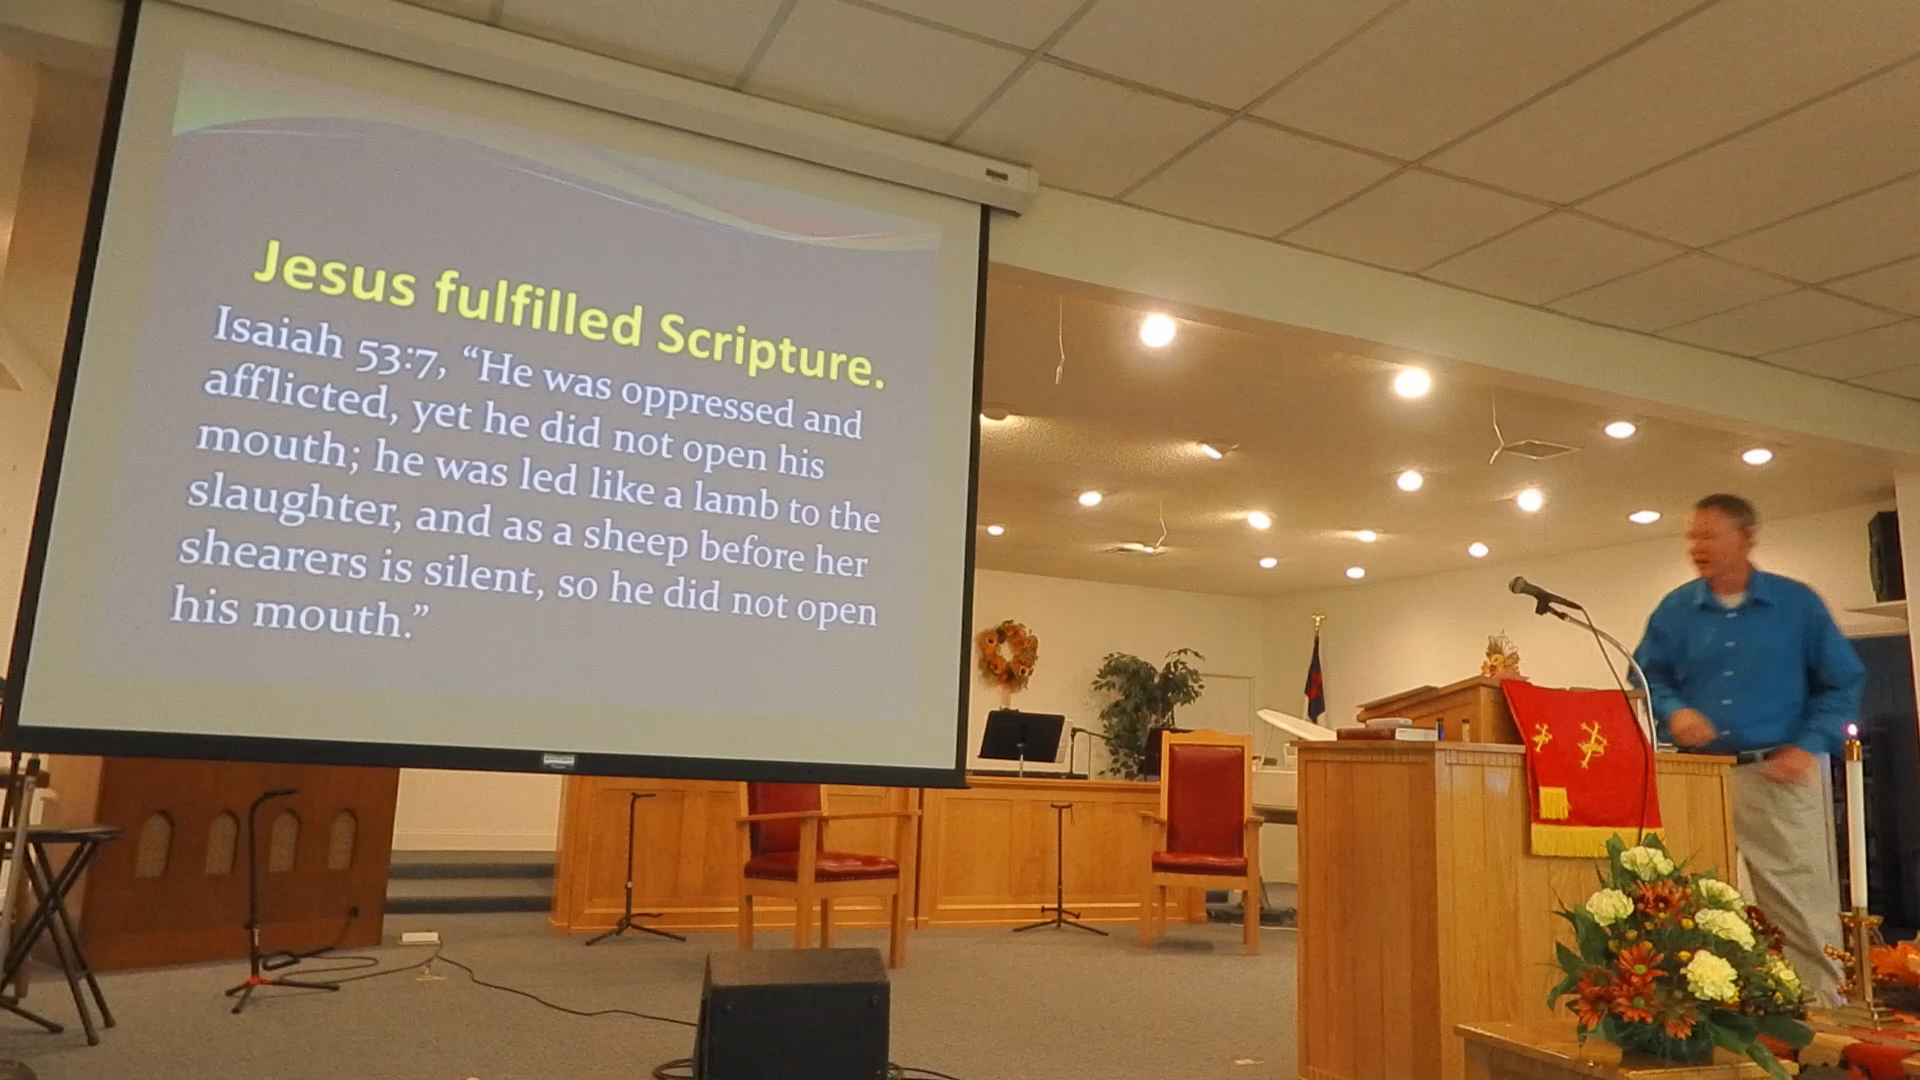 Jesus fulfilled Scripture.
Isaiah 53:7, “He was oppressed and
afflicted, yet he did not open his
mouth; he was led like a lamb to the
slaughter, and as a sheep before her
shearers is silent, so he did not open
his mouth.”